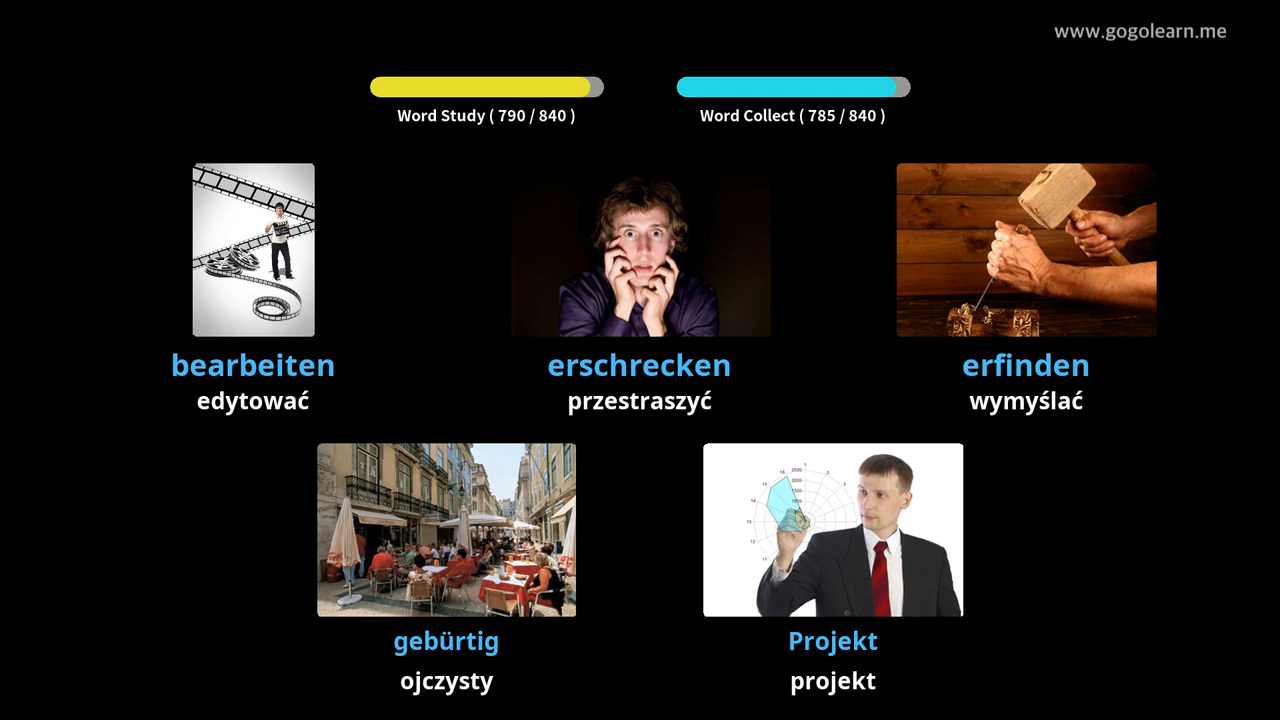 www.gogolearn.me
Word Study ( 790 / 840 )
Word Collect ( 785 / 840 )
bearbeiten
edytować
erschrecken
przestraszyć
erfinden
wymyślać
gebürtig
ojczysty
Projekt
projekt